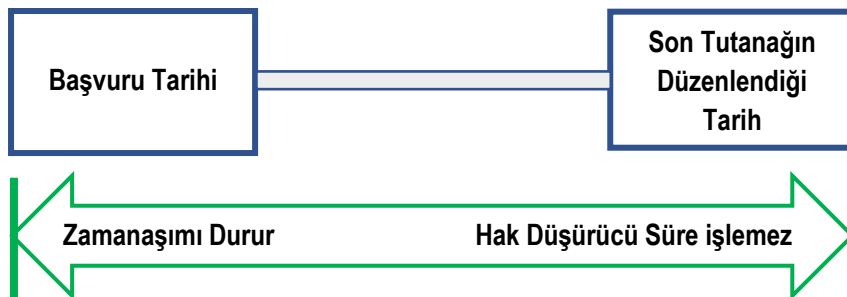 Başvuru Tarihi
Son Tutanağın
Düzenlendiği
Tarih
Zamanaşımı Durur
Hak Düşürücü Süre işlemez